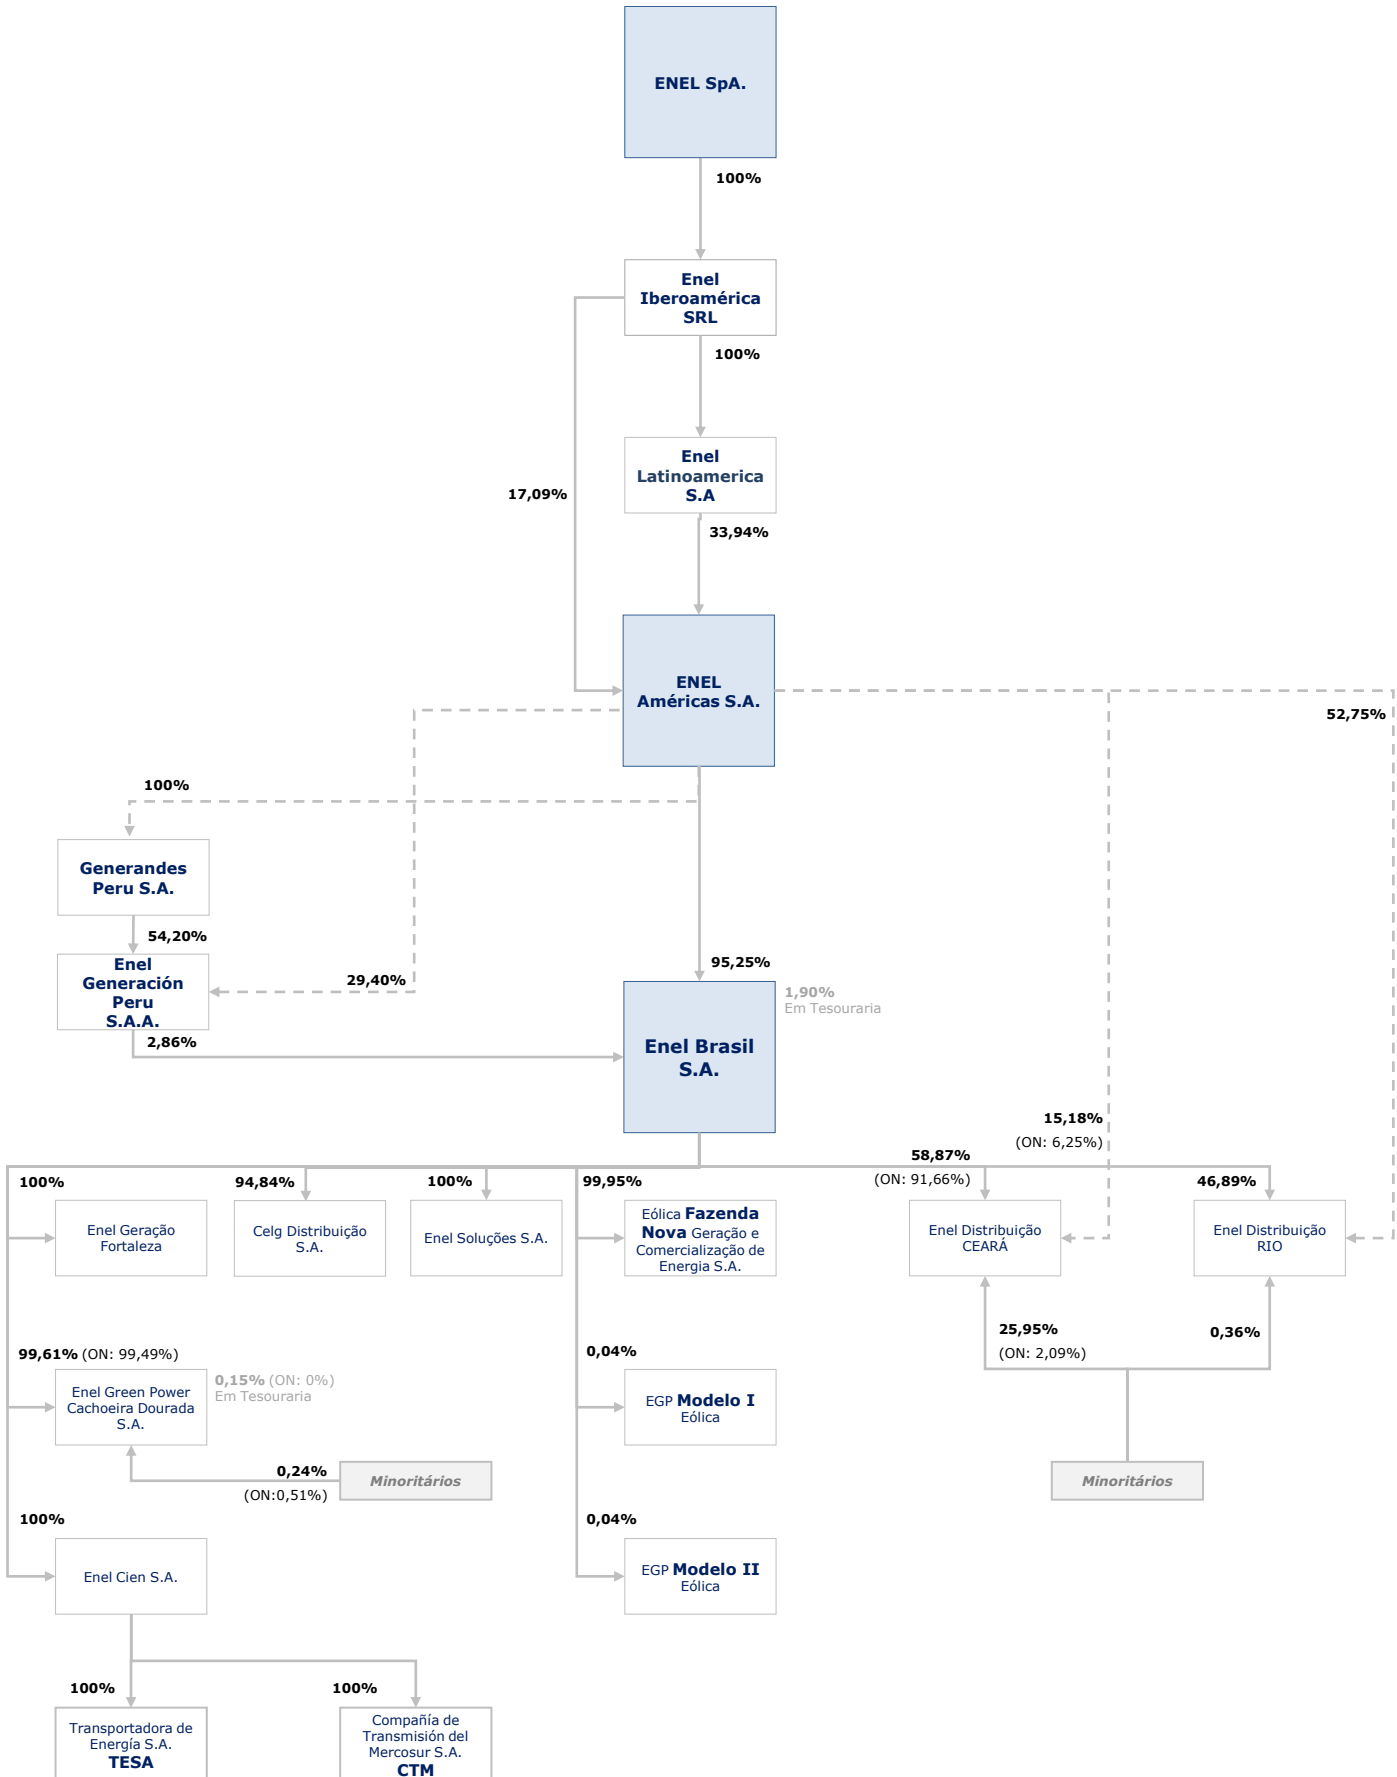 ENEL SpA.
100%
Enel
Iberoamérica
SRL
100%
Enel
Latinoamerica
S.A
17,09%
33,94%
ENEL
Américas S.A.
52,75%
100%
Generandes
Peru S.A.
54,20%
Enel
Generación
Peru
S.A.A.
29,40%
95,25%
1,90%
Em Tesouraria
2,86%
Enel Brasil
S.A.
15,18%
(ON: 6,25%)
58,87%
(ON: 91,66%)
100%
94,84%
100%
99,95%
46,89%
Enel Geração
Fortaleza
Celg Distribuição
S.A.
Enel Soluções S.A.
Eólica Fazenda
Nova Geração e
Comercialização de
Energia S.A.
Enel Distribuição
CEARÁ
Enel Distribuição
RIO
25,95%
(ON: 2,09%)
0,36%
99,61% (ON: 99,49%)
0,15% (ON: 0%)
Em Tesouraria
0,04%
Enel Green Power
Cachoeira Dourada
S.A.
EGP Modelo I
Eólica
0,24%
(ON:0,51%)
Minoritários
Minoritários
100%
0,04%
Enel Cien S.A.
EGP Modelo II
Eólica
100%
100%
Transportadora de
Energía S.A.
TESA
Compañía de
Transmisión del
Mercosur S.A.
CTM